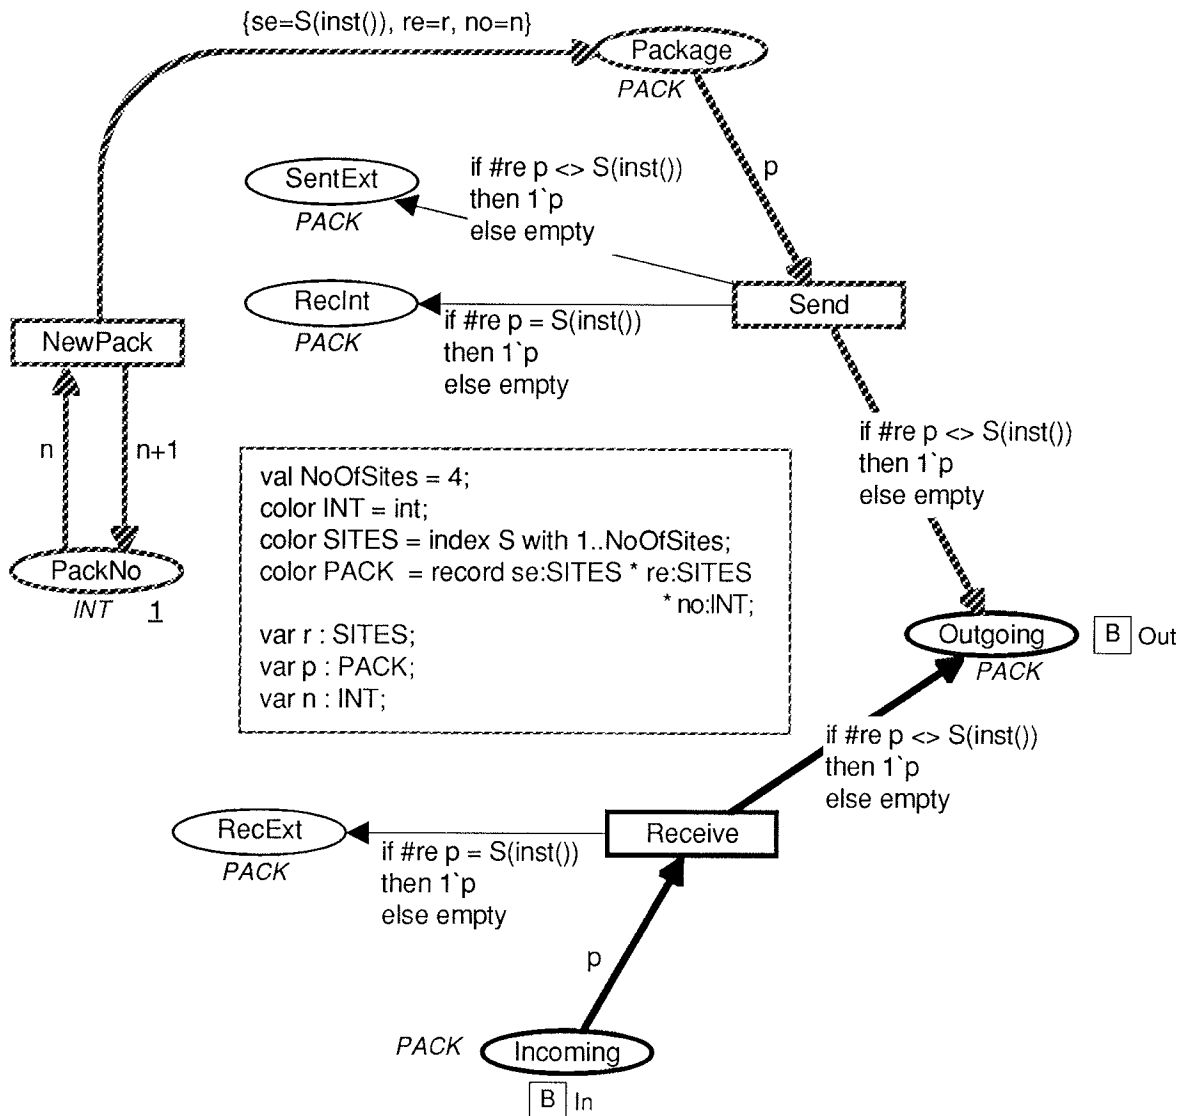 {se=S(inst()), re=r, no=n}
Package
PACK
p
if #re p <> S(inst())
then 1`p
else empty
SentExt
PACK
RecInt
PACK
if #re p = S(inst())
then 1`p
else empty
Send
NewPack
n
n+1
if #re p <> S(inst())
then 1`p
else empty
val NoOfSites = 4;
color INT = int;
color SITES = index S with 1..NoOfSites;
color PACK = record se:SITES * re:SITES
* no:INT;
var r : SITES;
var p : PACK;
var n : INT;
PackNo
INT 1
Outgoing
B Out
PACK
if #re p <> S(inst())
then 1`p
else empty
RecExt
PACK
Receive
if #re p = S(inst())
then 1`p
else empty
p
PACK
Incoming
B In